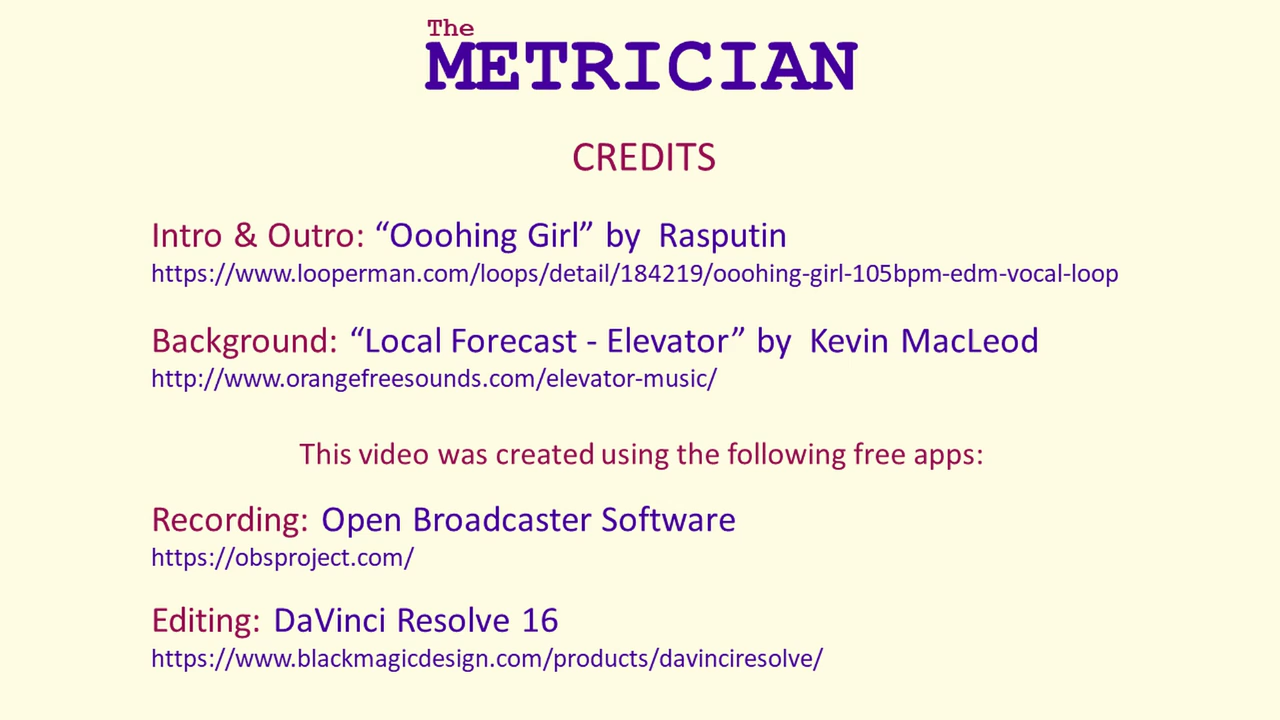 The
METRICIAN
CREDITS
Intro & Outro: “Ooohing Girl” by  Rasputin
https://www.looperman.com/loops/detail/184219/ooohing-girl-105bpm-edm-vocal-loop
Background: “Local Forecast - Elevator” by  Kevin MacLeod
http://www.orangefreesounds.com/elevator-music/
This video was created using the following free apps:
Recording: Open Broadcaster Software
https://obsproject.com/
Editing: DaVinci Resolve 16
https://www.blackmagicdesign.com/products/davinciresolve/